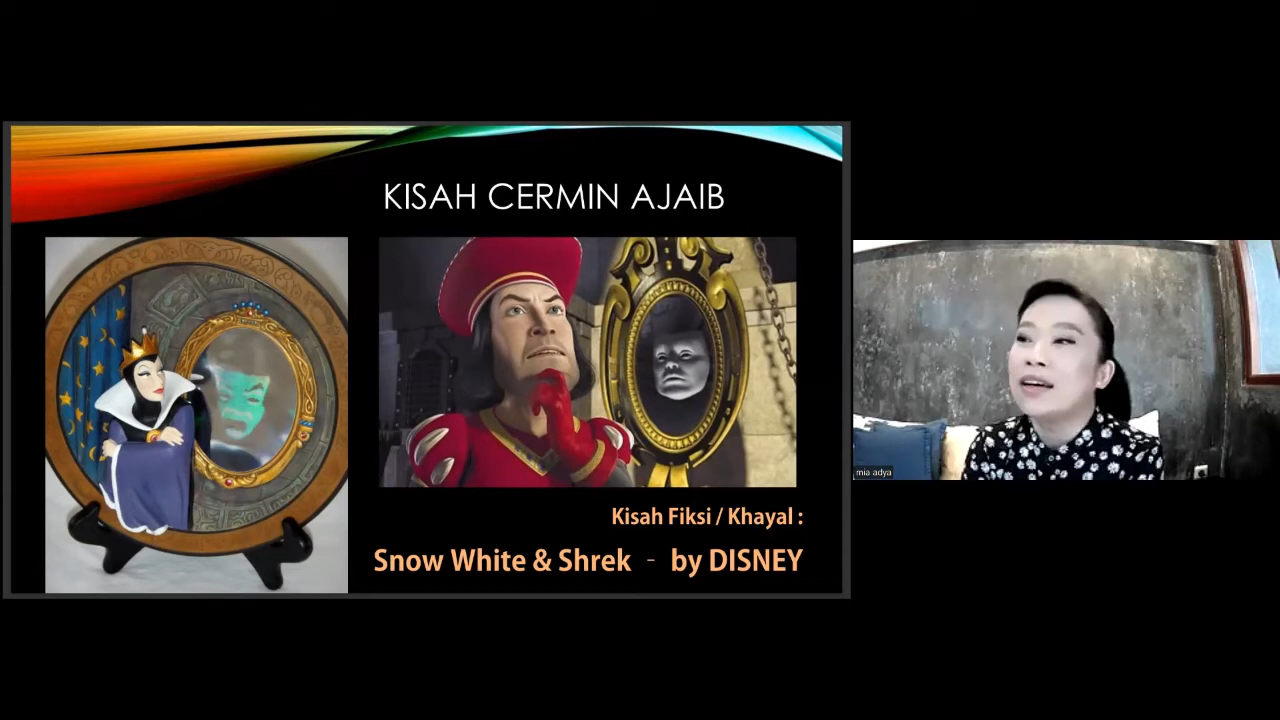 KISAH CERMIN AJAIB
Kisah Fiksi / Khayal :
Snow White & Shrek - by DISNEY
mia adya